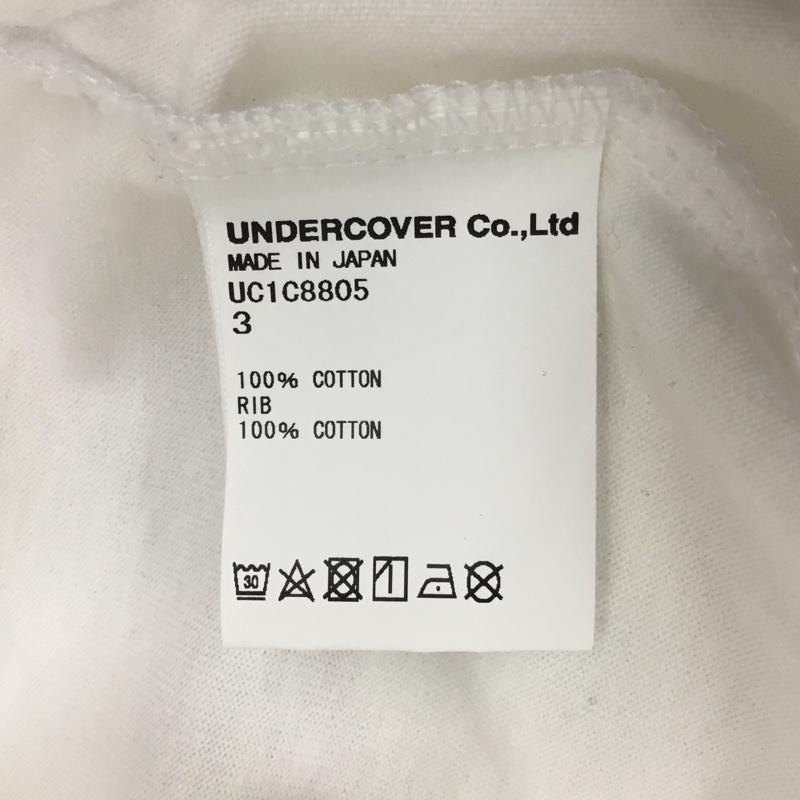 UNDERCOVER Co.,Ltd
MADE IN JAPAN
UC1C8805
3
100% COTTON
RIB
100% COTTON
30